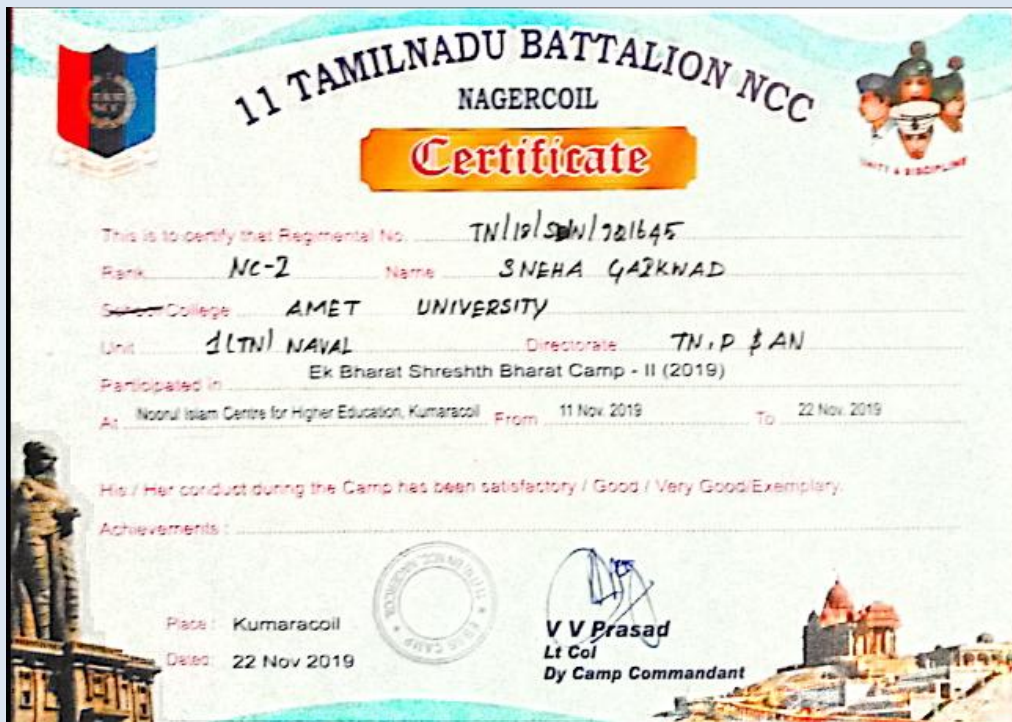 11 TAMILNADU BATTALION NCC
NAGERCOIL
Certificate
UNITY & DISCIPLINE
This is to certify that Regimental No. TN/18/SDN/721645
Rank NC-2 Name SNEHA GAIKWAD
School College AMET UNIVERSITY
Unit 1(TN) NAVAL Directorate TN, P & AN
Participated in Ek Bharat Shreshth Bharat Camp - II (2019)
At Noorul Islam Centre for Higher Education, Kumaracoil From 11 Nov. 2019 To 22 Nov. 2019
His / Her conduct during the Camp has been satisfactory / Good / Very Good/Exemplary.
Achievements :
Place : Kumaracoil
Dated: 22 Nov 2019
V V Prasad
Lt Col
Dy Camp Commandant